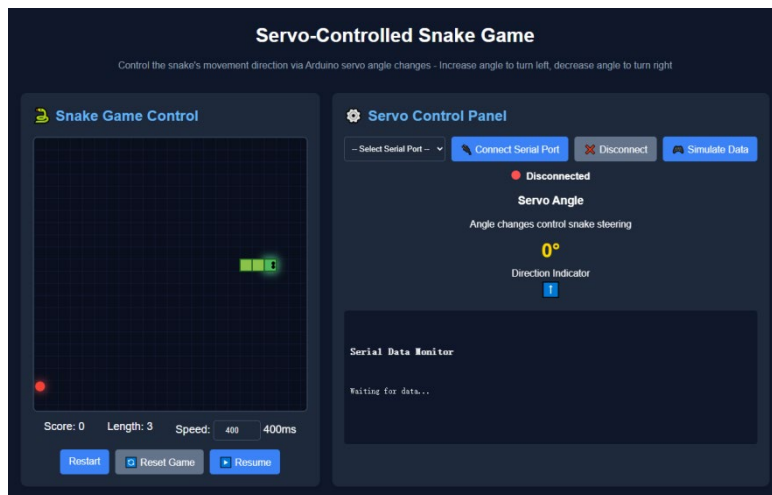 Servo-Controlled Snake Game
Control the snake's movement direction via Arduino servo angle changes - Increase angle to turn left, decrease angle to turn right
Snake Game Control
Score: 0 Length: 3 Speed: 400 400ms
Restart Reset Game Resume
Servo Control Panel
-- Select Serial Port -- Connect Serial Port Disconnect Simulate Data
Disconnected
Servo Angle
Angle changes control snake steering
0°
Direction Indicator
↑
Serial Data Monitor
Waiting for data...